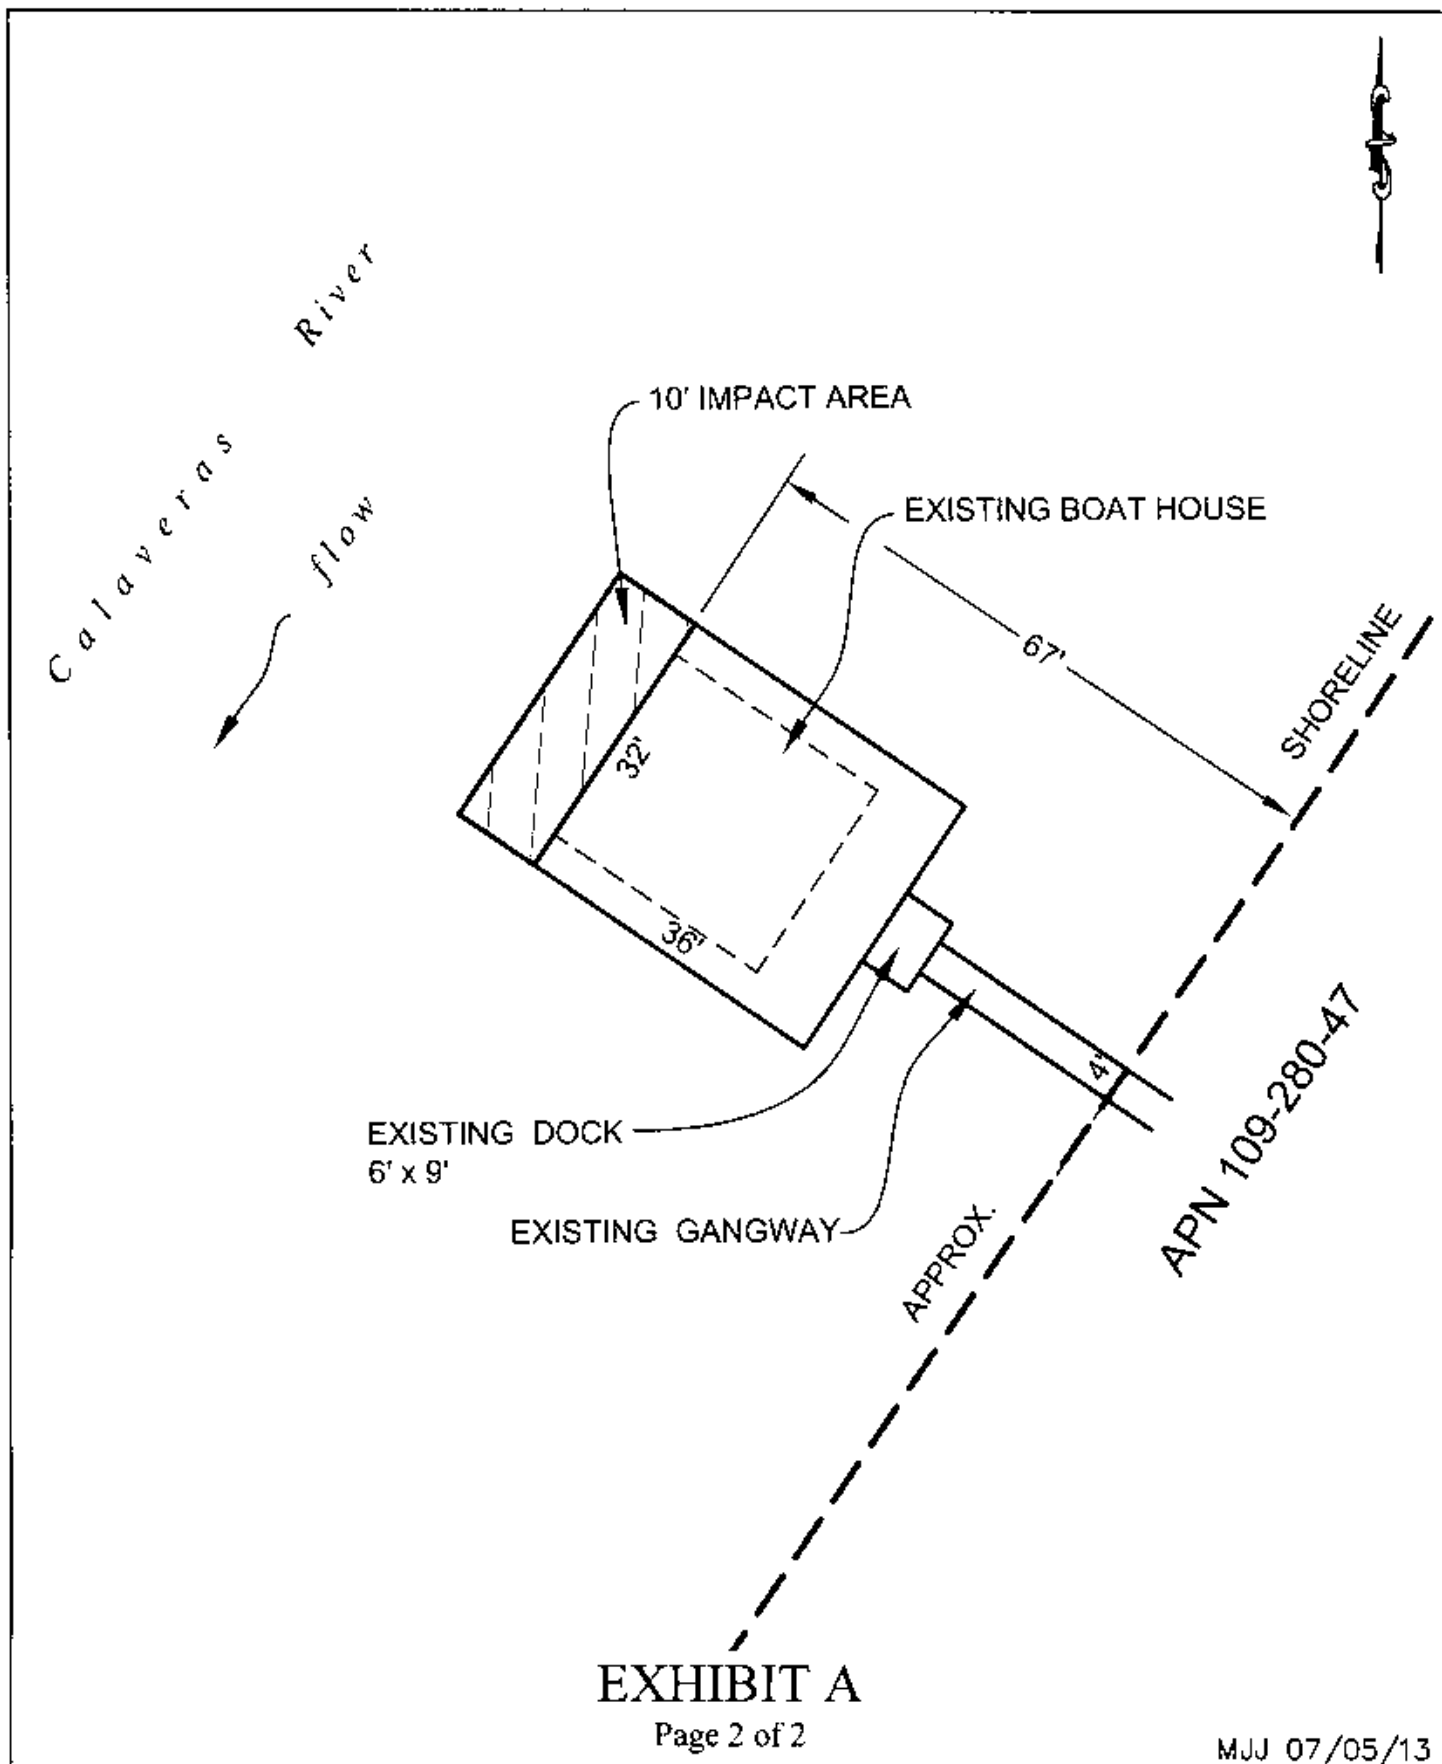 Calaveras River
flow
10' IMPACT AREA
EXISTING BOAT HOUSE
67'
SHORELINE
32'
36'
4'
EXISTING DOCK
6' x 9'
EXISTING GANGWAY
APPROX.
APN 109-280-47
EXHIBIT A
Page 2 of 2
MJJ 07/05/13